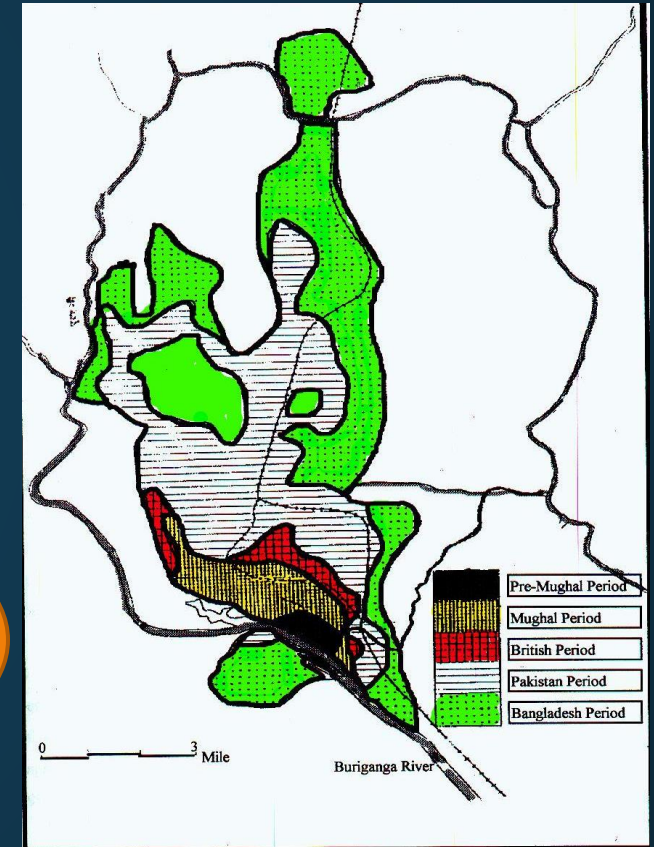 Pre-Mughal Period
Mughal Period
British Period
Pakistan Period
Bangladesh Period
0 3 Mile
Buriganga River